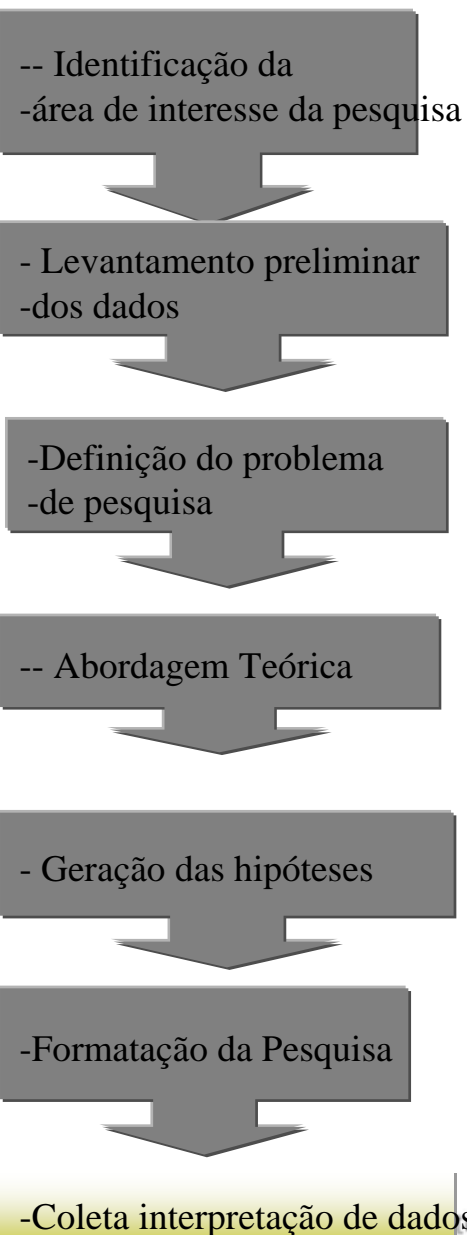 -- Identificação da
-área de interesse da pesquisa
- Levantamento preliminar
-dos dados
-Definição do problema
-de pesquisa
-- Abordagem Teórica
- Geração das hipóteses
-Formatação da Pesquisa
-Coleta interpretação de dados